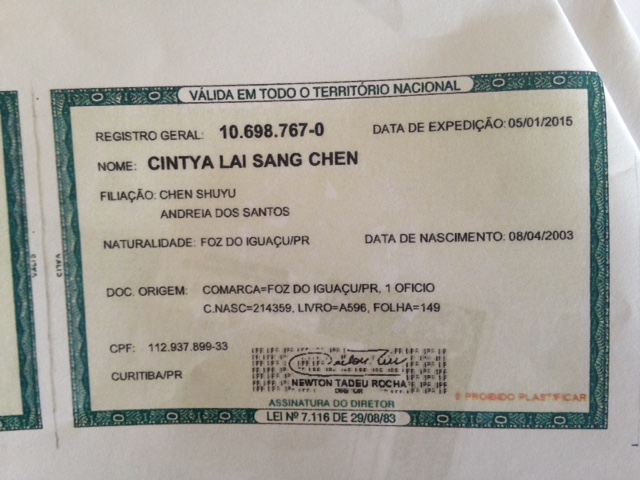 VÁLIDA EM TODO O TERRITÓRIO NACIONAL
REGISTRO GERAL: 10.698.767-0 DATA DE EXPEDIÇÃO: 05/01/2015
NOME: CINTYA LAI SANG CHEN
FILIAÇÃO: CHEN SHUYU
ANDREIA DOS SANTOS
NATURALIDADE: FOZ DO IGUAÇU/PR DATA DE NASCIMENTO: 08/04/2003
DOC. ORIGEM: COMARCA=FOZ DO IGUAÇU/PR, 1 OFICIO
C.NASC=214359, LIVRO=A596, FOLHA=149
CPF: 112.937.899-33
CURITIBA/PR
NEWTON TADEU ROCHA
ASSINATURA DO DIRETOR
LEI Nº 7.116 DE 29/08/83
É PROIBIDO PLASTIFICAR